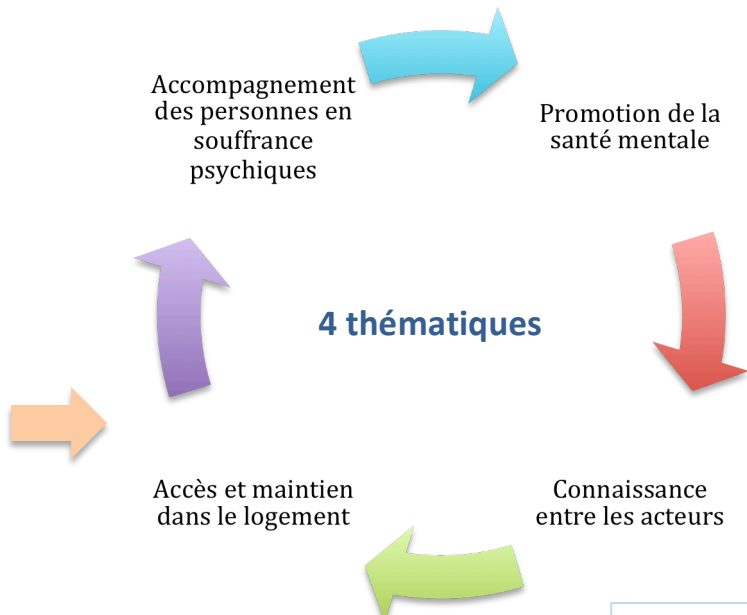 Accompagnement
des personnes en
souffrance
psychiques
Promotion de la
santé mentale
4 thématiques
Accès et maintien
dans le logement
Connaissance
entre les acteurs